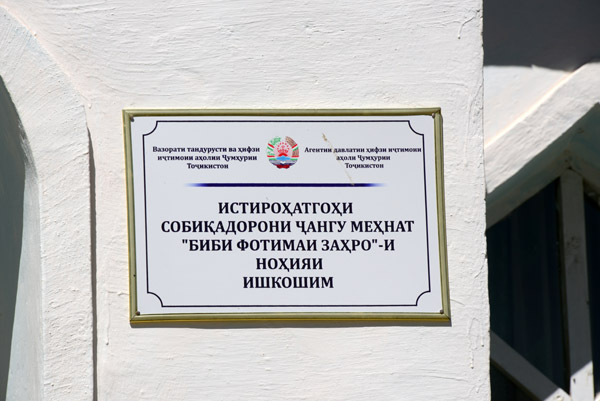 Вазорати тандурусти ва ҳифзи
иҷтимоии аҳолии Ҷумҳурии
Тоҷикистон
Агентии давлатии ҳифзи иҷтимоии
аҳоли Ҷумҳурии
Тоҷикистон
ИСТИРОҲАТГОҲИ
СОБИҚАДОРОНИ ҶАНГУ МЕҲНАТ
"БИБИ ФОТИМАИ ЗАҲРО"-И
НОҲИЯИ
ИШКОШИМ